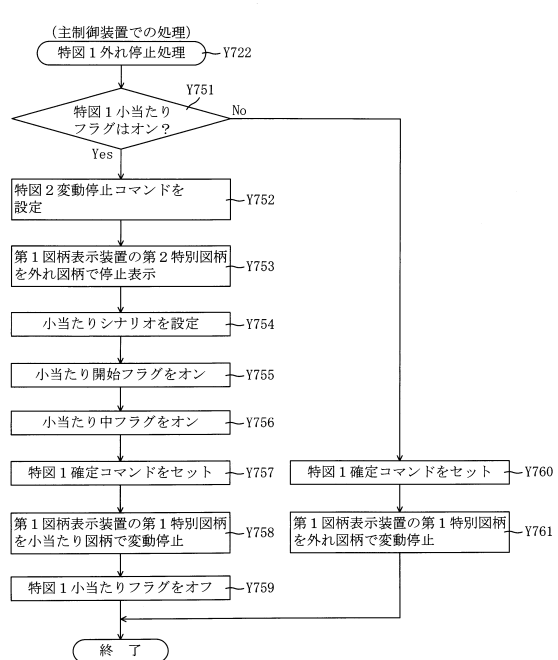 (主制御装置での処理)
特図1外れ停止処理
Y722
Y751
特図1小当たり
フラグはオン?
No
Yes
特図2変動停止コマンドを
設定
Y752
第1図柄表示装置の第2特別図柄
を外れ図柄で停止表示
Y753
小当たりシナリオを設定
Y754
小当たり開始フラグをオン
Y755
小当たり中フラグをオン
Y756
特図1確定コマンドをセット
Y757
特図1確定コマンドをセット
Y760
第1図柄表示装置の第1特別図柄
を小当たり図柄で変動停止
Y758
第1図柄表示装置の第1特別図柄
を外れ図柄で変動停止
Y761
特図1小当たりフラグをオフ
Y759
終 了